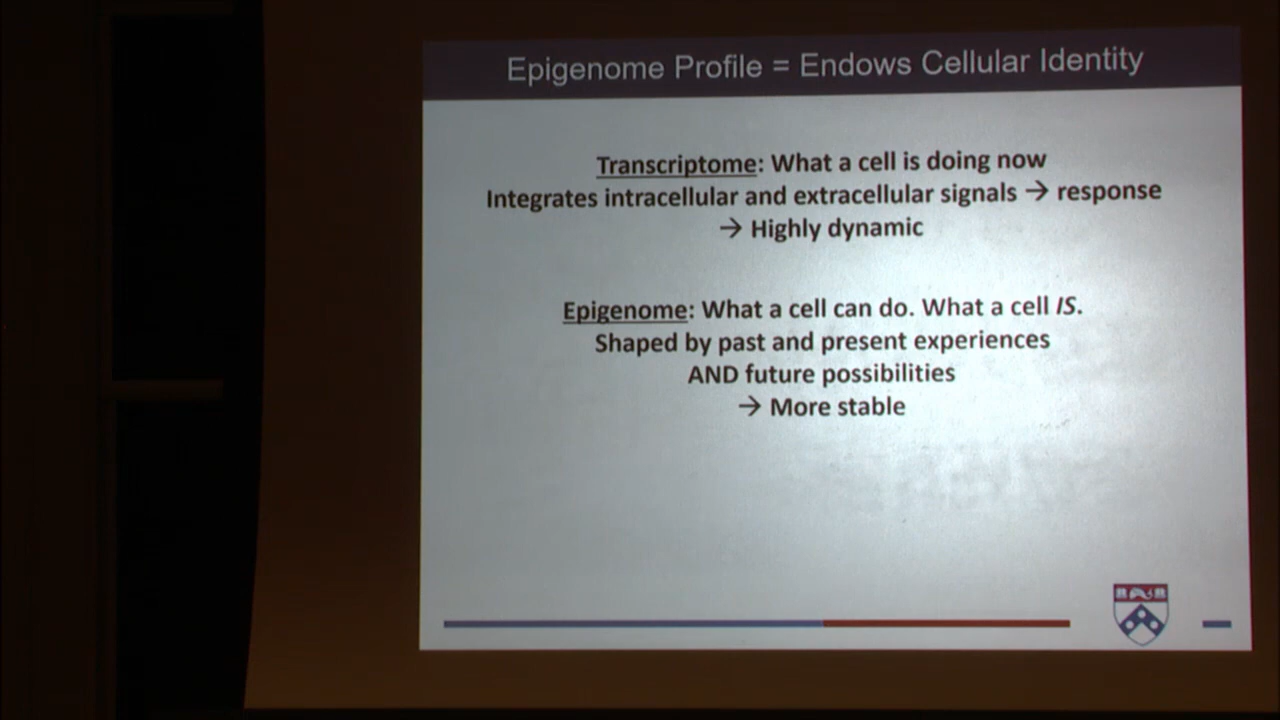 Epigenome Profile = Endows Cellular Identity
Transcriptome: What a cell is doing now
Integrates intracellular and extracellular signals → response
→ Highly dynamic
Epigenome: What a cell can do. What a cell IS.
Shaped by past and present experiences
AND future possibilities
→ More stable